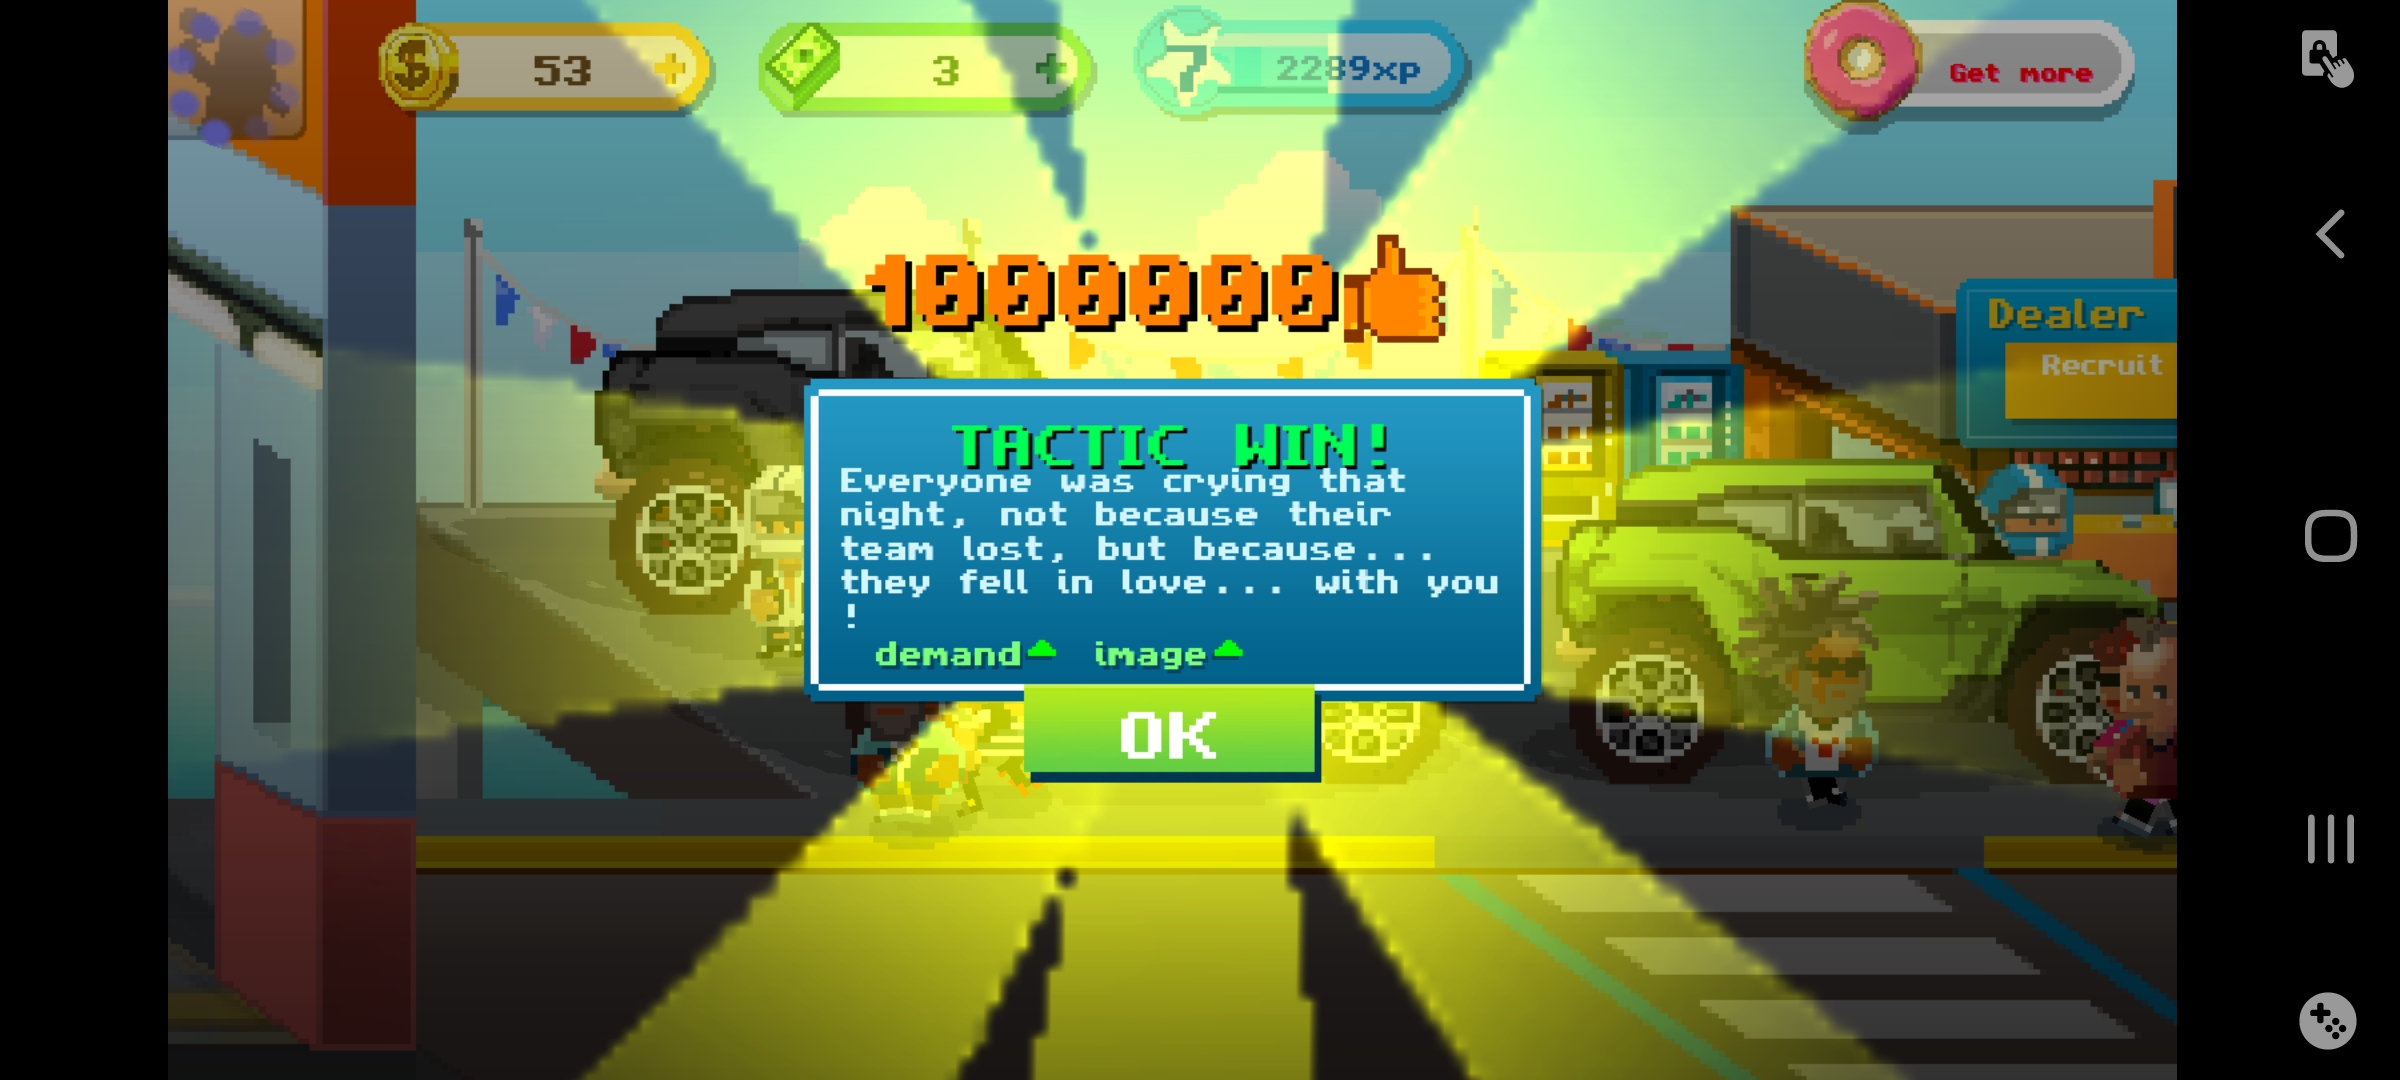 53
3
7
2289xp
Get more
1000000
Dealer
Recruit
TACTIC WIN!
Everyone was crying that
night, not because their
team lost, but because...
they fell in love... with you
!
demand image
OK